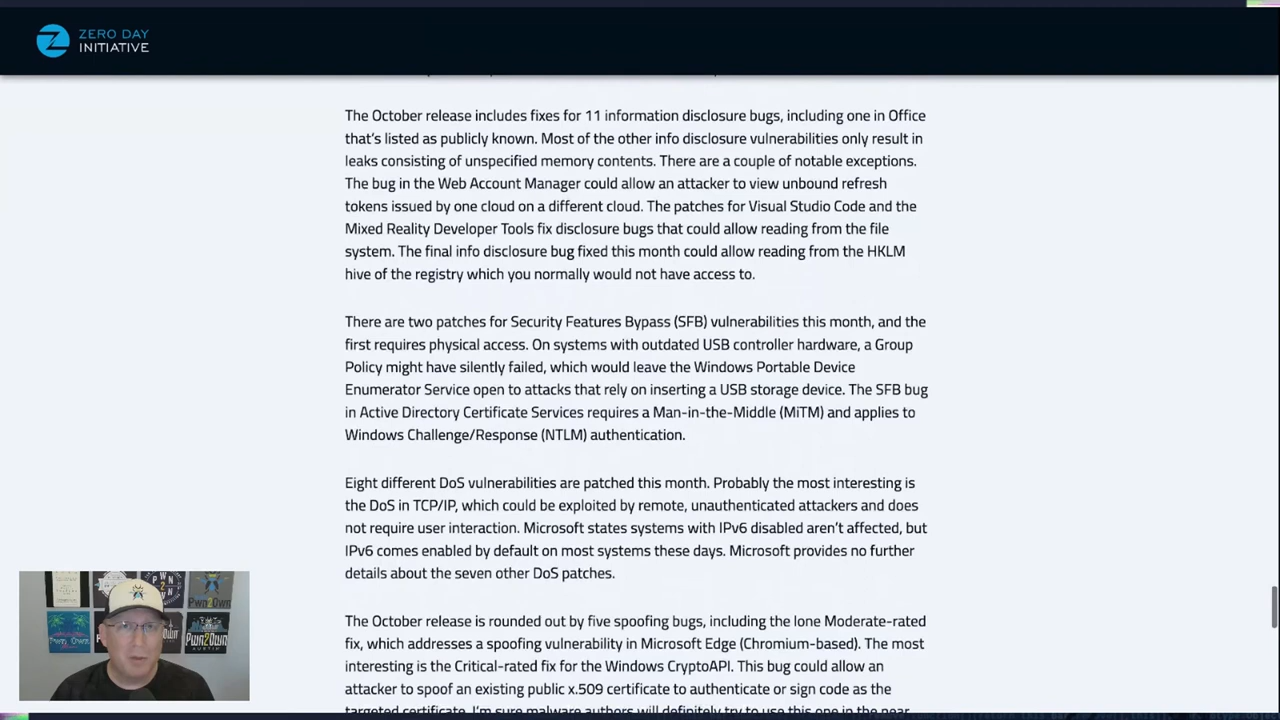 ZERO DAY
INITIATIVE
The October release includes fixes for 11 information disclosure bugs, including one in Office
that's listed as publicly known. Most of the other info disclosure vulnerabilities only result in
leaks consisting of unspecified memory contents. There are a couple of notable exceptions.
The bug in the Web Account Manager could allow an attacker to view unbound refresh
tokens issued by one cloud on a different cloud. The patches for Visual Studio Code and the
Mixed Reality Developer Tools fix disclosure bugs that could allow reading from the file
system. The final info disclosure bug fixed this month could allow reading from the HKLM
hive of the registry which you normally would not have access to.
There are two patches for Security Features Bypass (SFB) vulnerabilities this month, and the
first requires physical access. On systems with outdated USB controller hardware, a Group
Policy might have silently failed, which would leave the Windows Portable Device
Enumerator Service open to attacks that rely on inserting a USB storage device. The SFB bug
in Active Directory Certificate Services requires a Man-in-the-Middle (MiTM) and applies to
Windows Challenge/Response (NTLM) authentication.
Eight different DoS vulnerabilities are patched this month. Probably the most interesting is
the DoS in TCP/IP, which could be exploited by remote, unauthenticated attackers and does
not require user interaction. Microsoft states systems with IPv6 disabled aren't affected, but
IPv6 comes enabled by default on most systems these days. Microsoft provides no further
details about the seven other DoS patches.
The October release is rounded out by five spoofing bugs, including the lone Moderate-rated
fix, which addresses a spoofing vulnerability in Microsoft Edge (Chromium-based). The most
interesting is the Critical-rated fix for the Windows CryptoAPI. This bug could allow an
attacker to spoof an existing public x.509 certificate to authenticate or sign code as the
targeted certificate. I'm sure malware authors will definitely try to use this one in the near
PWN
Pwn2Own
AUSTIN